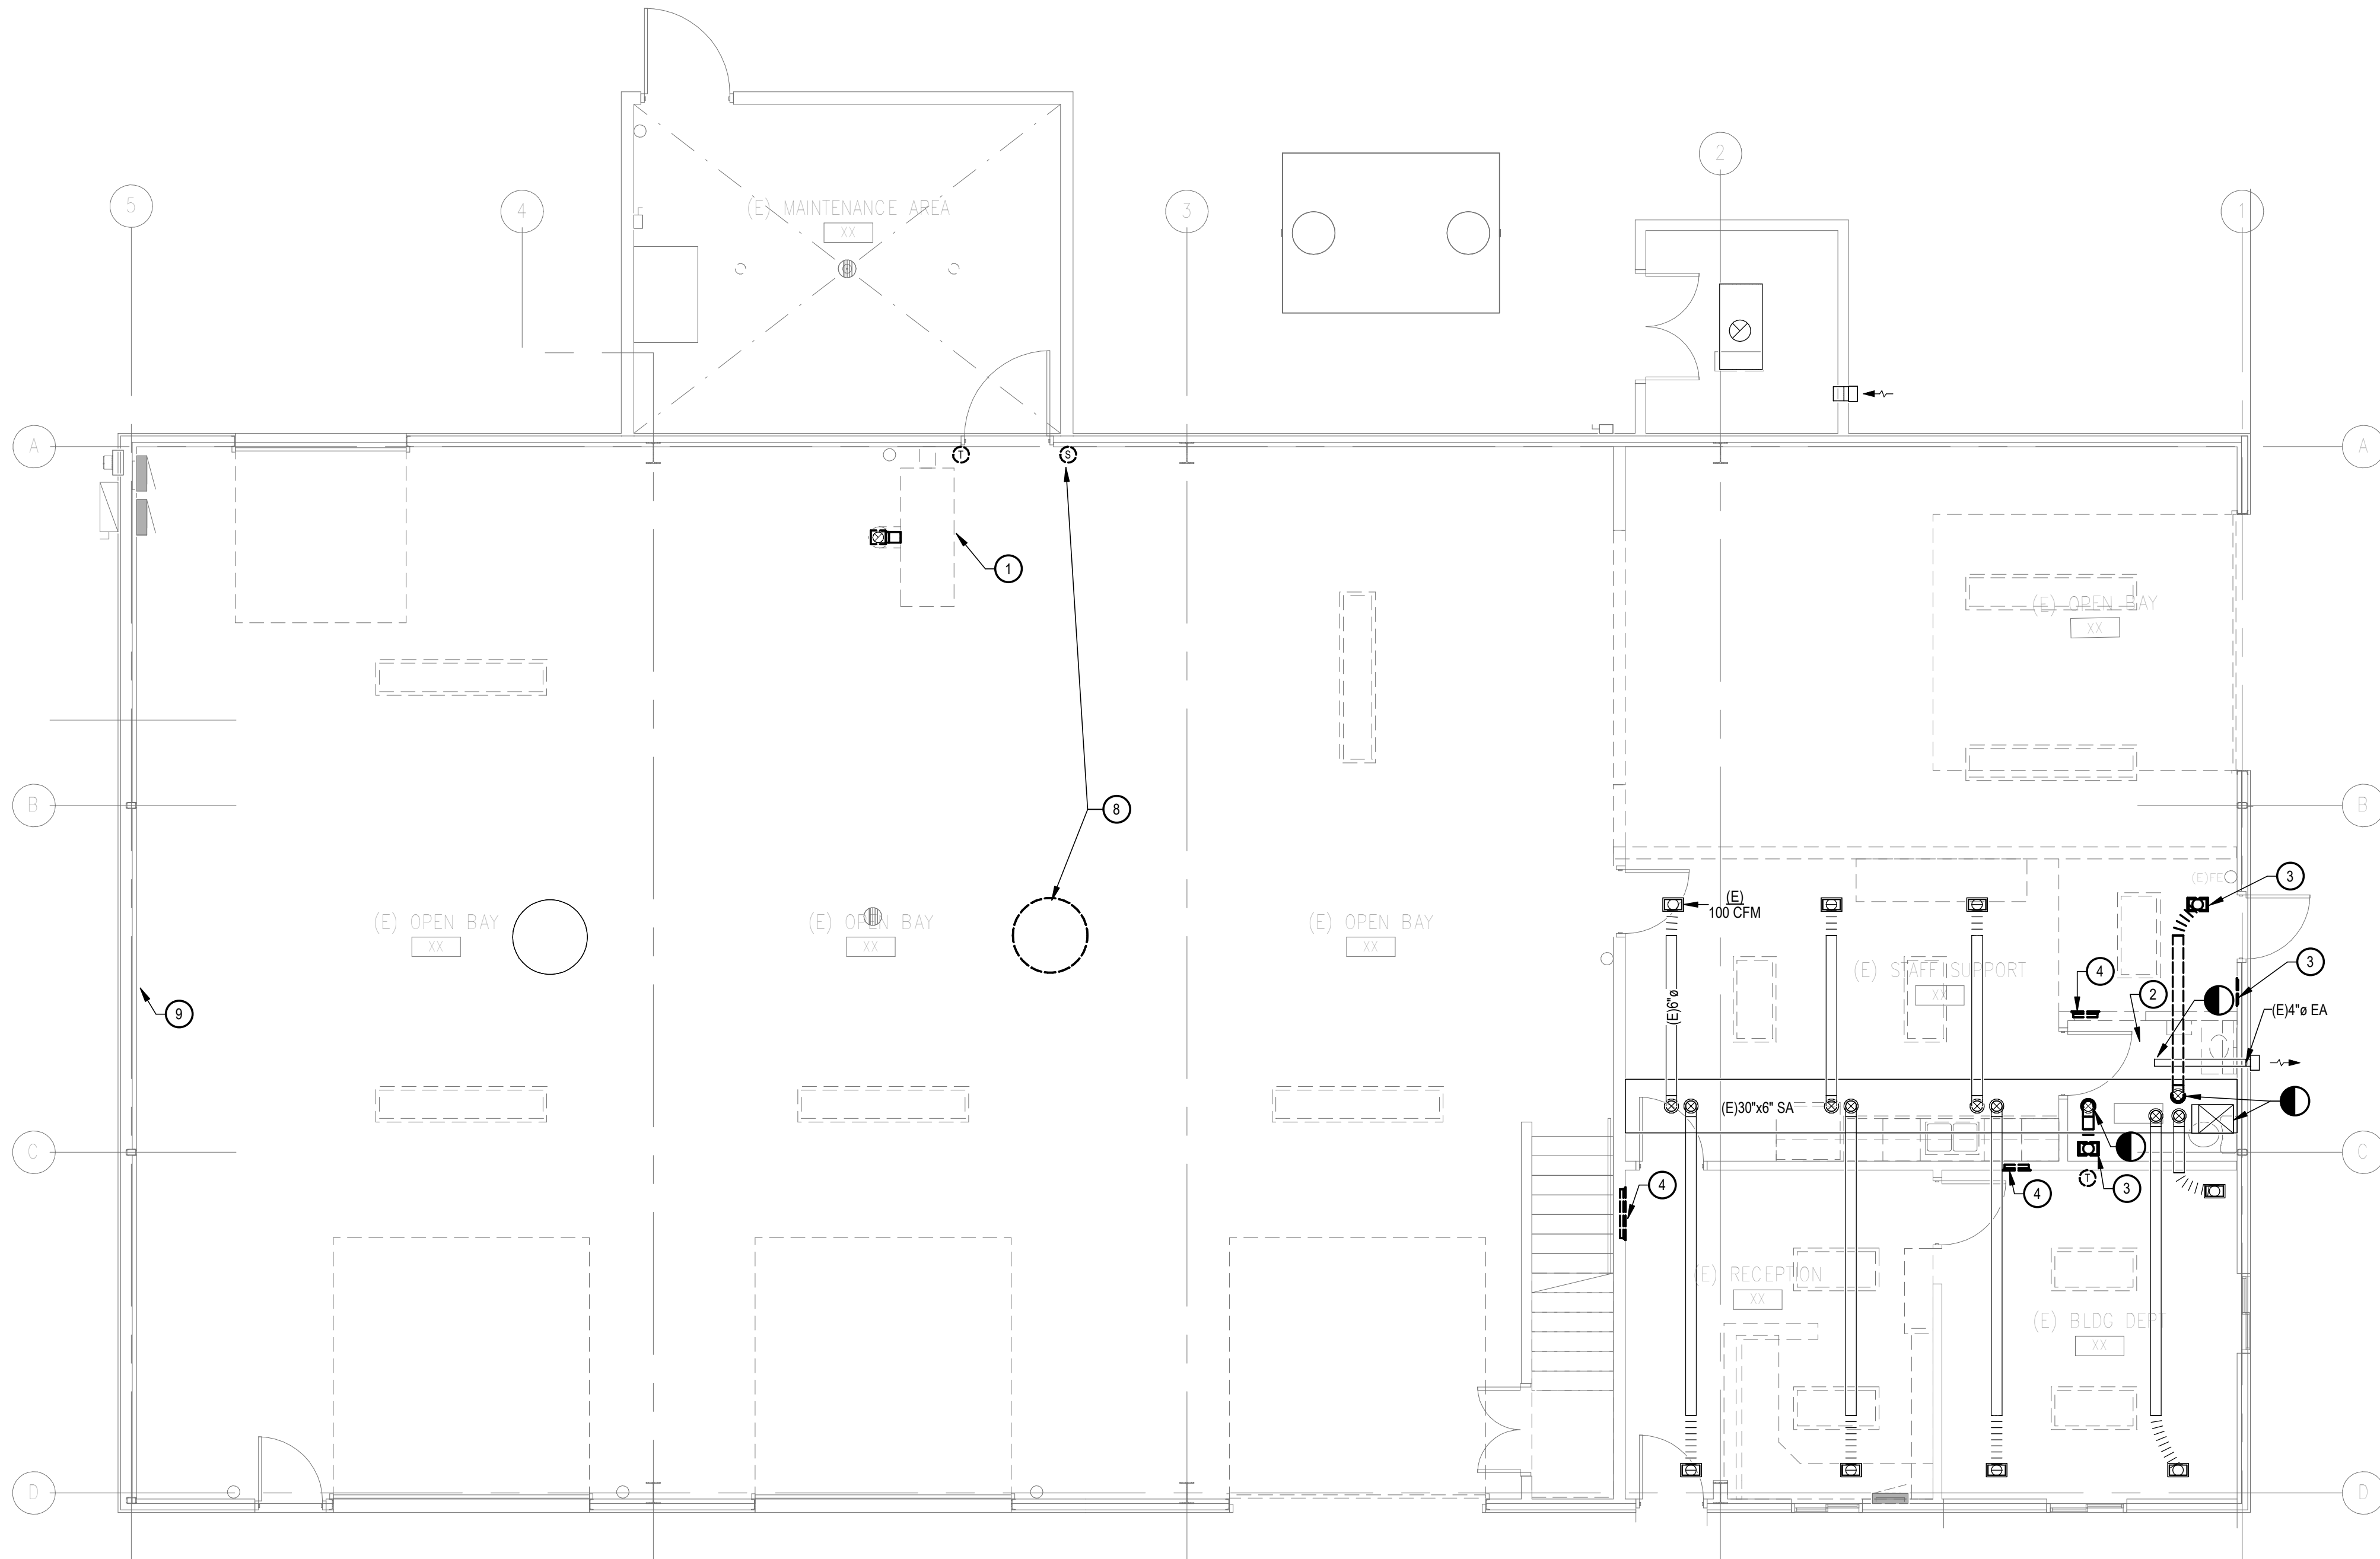 2
5
4
(E) MAINTENANCE AREA
3
1
XX
A
A
T
S
1
(E) OPEN BAY
XX
B
8
B
3
(E)FE
(E)
100 CFM
(E) OPEN BAY
XX
(E) OPEN BAY
XX
(E) OPEN BAY
XX
(E) STAFF SUPPORT
XX
4
3
2
9
(E)6"ø
(E)4"ø EA
(E)30"x6" SA
C
C
T
4
4
3
(E) RECEPTION
XX
(E) BLDG DEPT
XX
D
D